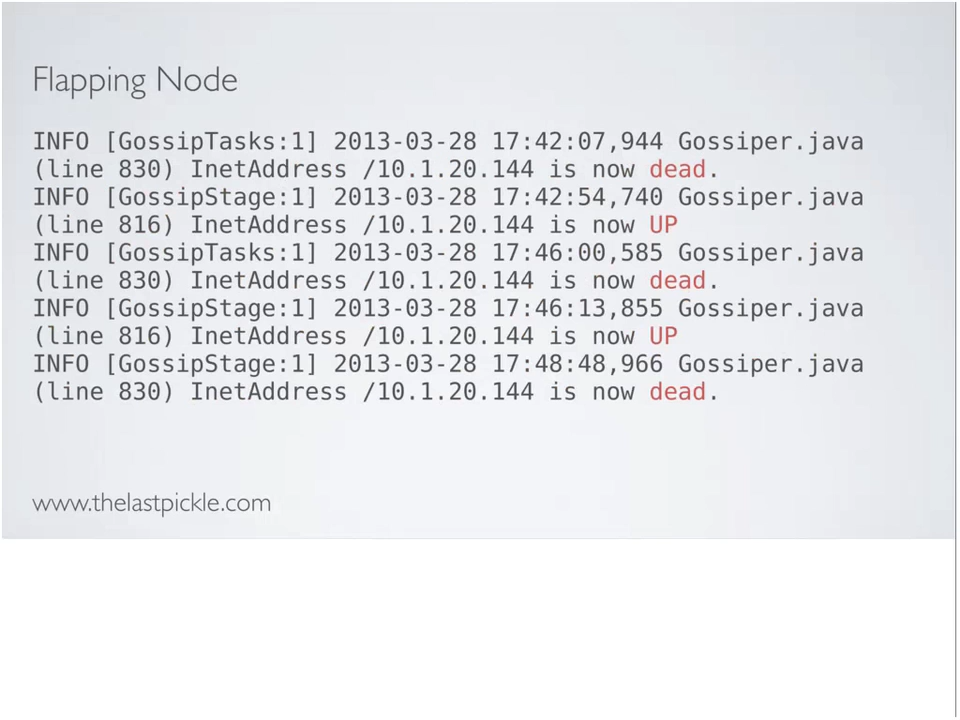 Flapping Node
INFO [GossipTasks:1] 2013-03-28 17:42:07,944 Gossiper.java
(line 830) InetAddress /10.1.20.144 is now dead.
INFO [GossipStage:1] 2013-03-28 17:42:54,740 Gossiper.java
(line 816) InetAddress /10.1.20.144 is now UP
INFO [GossipTasks:1] 2013-03-28 17:46:00,585 Gossiper.java
(line 830) InetAddress /10.1.20.144 is now dead.
INFO [GossipStage:1] 2013-03-28 17:46:13,855 Gossiper.java
(line 816) InetAddress /10.1.20.144 is now UP
INFO [GossipStage:1] 2013-03-28 17:48:48,966 Gossiper.java
(line 830) InetAddress /10.1.20.144 is now dead.
www.thelastpickle.com